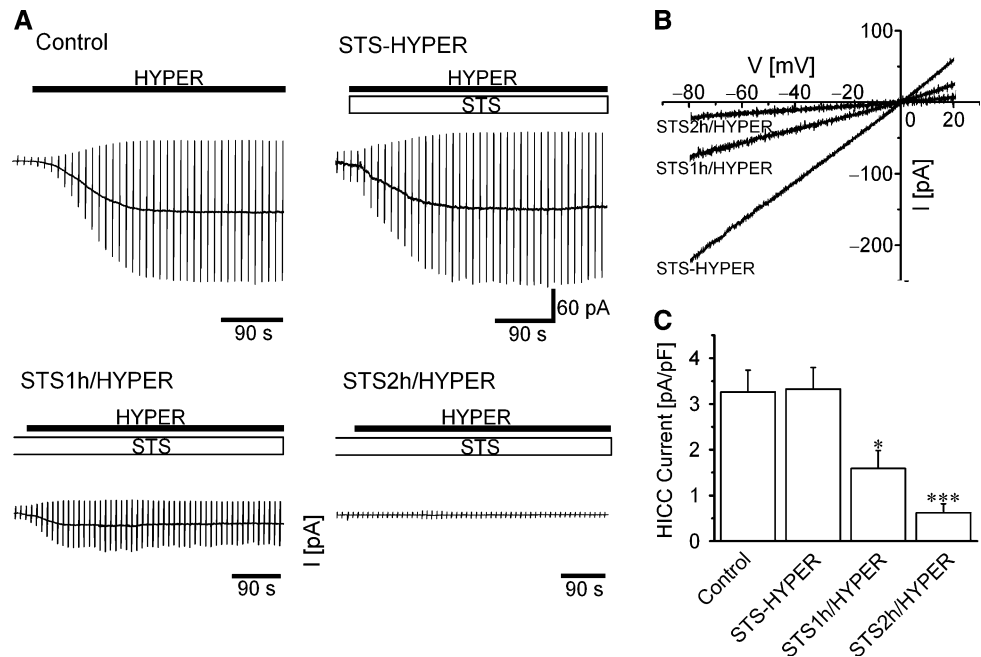 A
Control
HYPER
STS-HYPER
HYPER
STS
90 s
90 s
60 pA
STS1h/HYPER
HYPER
STS
90 s
STS2h/HYPER
HYPER
STS
I [pA]
90 s
B
100
V [mV]
−80
−60
−40
−20
0
20
STS2h/HYPER
STS1h/HYPER
−100
I [pA]
−200
STS-HYPER
C
HICC Current [pA/pF]
4
3
2
1
0
*
***
Control
STS-HYPER
STS1h/HYPER
STS2h/HYPER